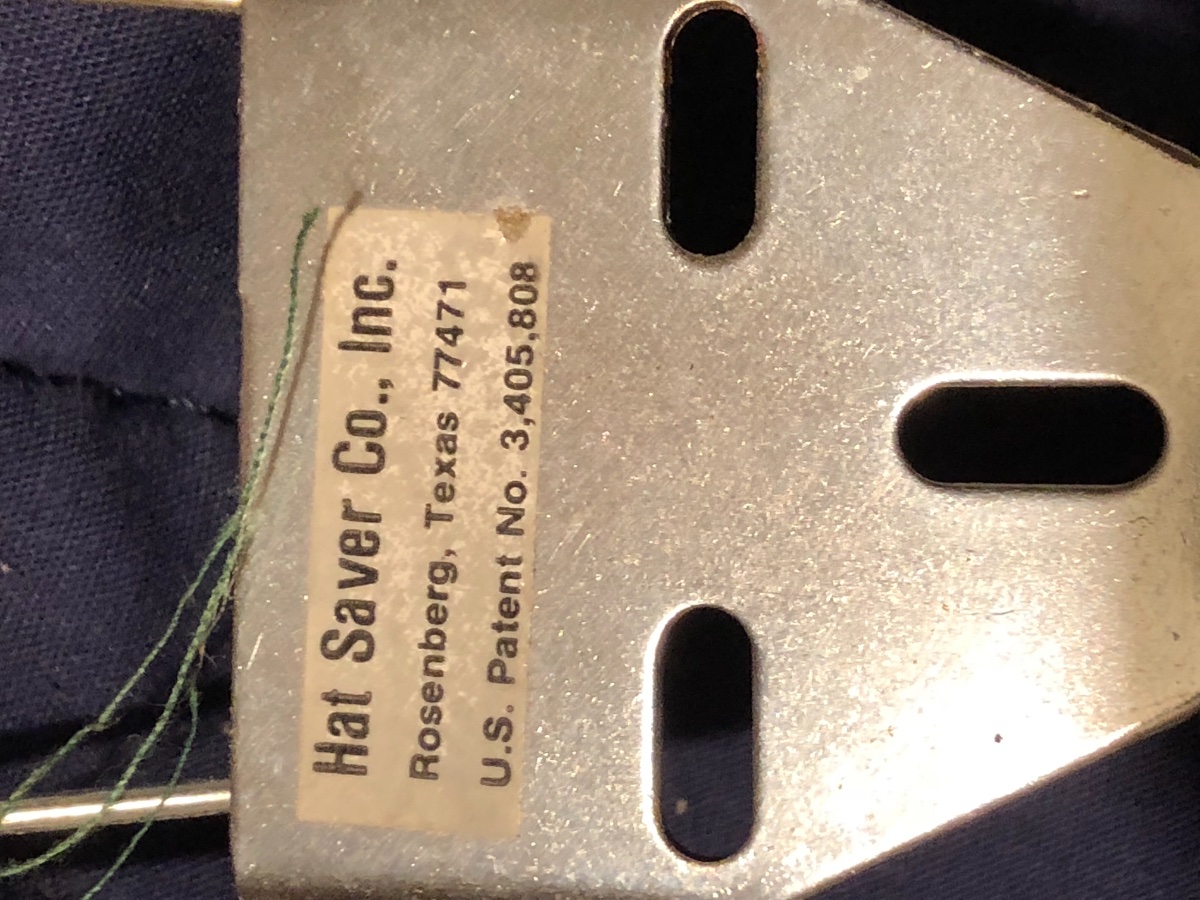 Hat Saver Co., Inc.
Rosenberg, Texas 77471
U.S. Patent No. 3,405,808